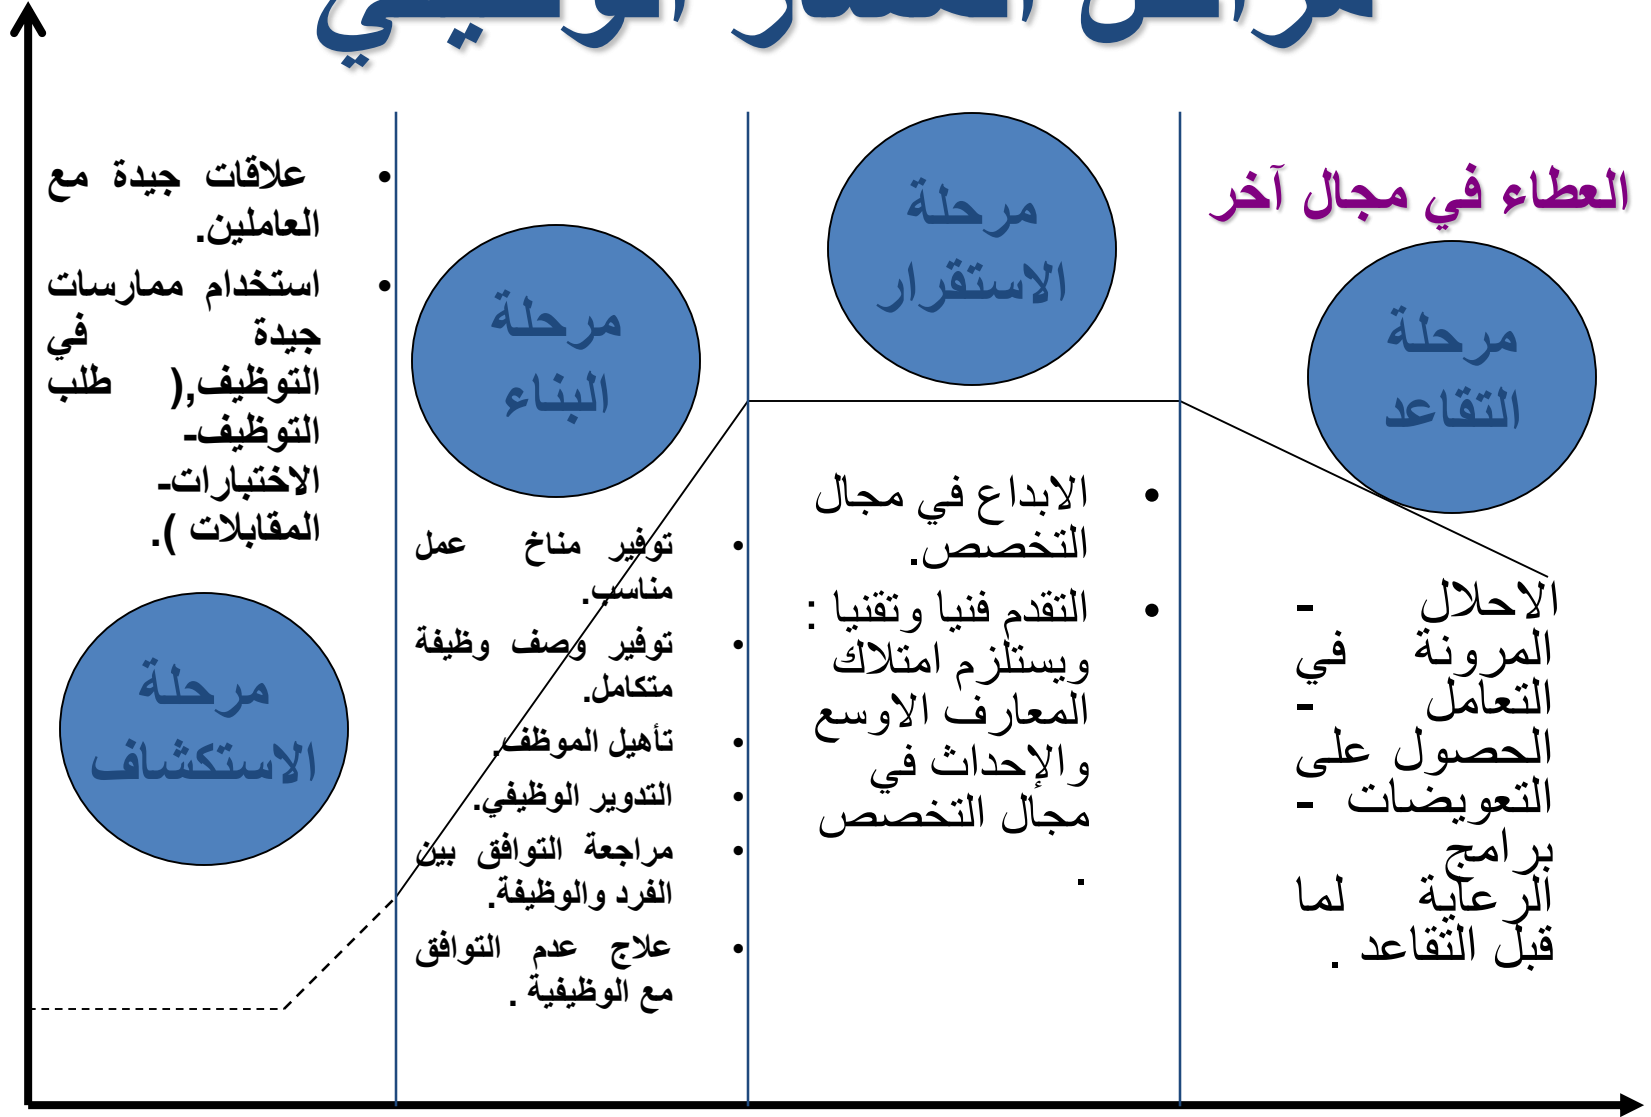 مراحل المسار الوظيفي
علاقات جيدة مع
العاملين.
استخدام ممارسات
جيدة في
التوظيف,( طلب
التوظيف-
الاختبارات-
المقابلات ).
مرحلة
الاستكشاف
مرحلة
البناء
توفير مناخ عمل
مناسب.
توفير وصف وظيفة
متكامل.
تأهيل الموظف.
التدوير الوظيفي.
مراجعة التوافق بين
الفرد والوظيفة.
علاج عدم التوافق
مع الوظيفية .
مرحلة
الاستقرار
الابداع في مجال
التخصص.
التقدم فنيا وتقنيا :
ويستلزم امتلاك
المعارف الاوسع
والإحداث في
مجال التخصص
.
العطاء في مجال آخر
مرحلة
التقاعد
الاحلال -
المرونة في
التعامل -
الحصول على
التعويضات -
برامج
الرعاية لما
قبل التقاعد .